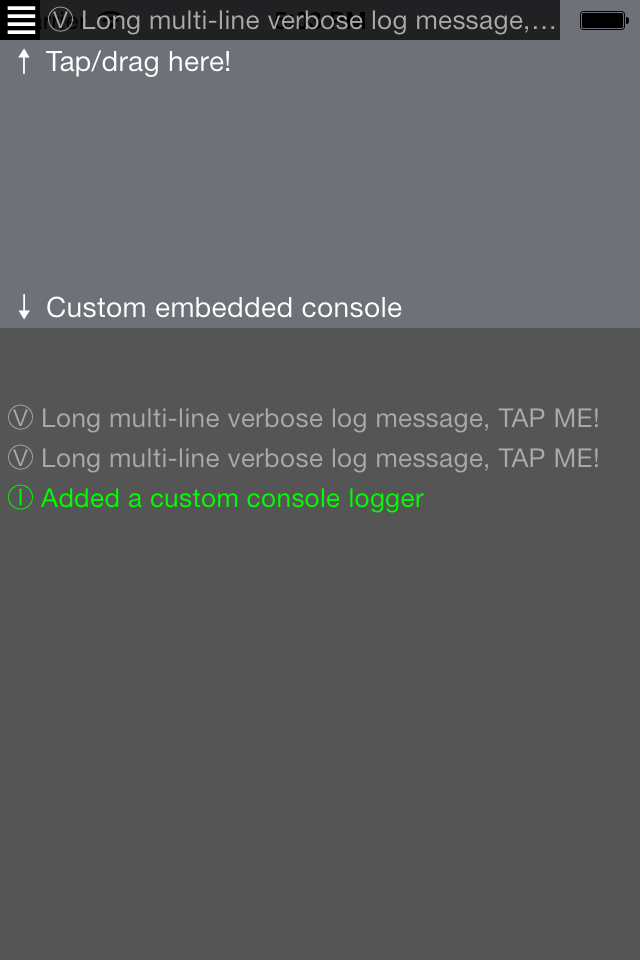 Ⓥ Long multi-line verbose log message,…
↑ Tap/drag here!
↓ Custom embedded console
Ⓥ Long multi-line verbose log message, TAP ME!
Ⓥ Long multi-line verbose log message, TAP ME!
Ⓘ Added a custom console logger